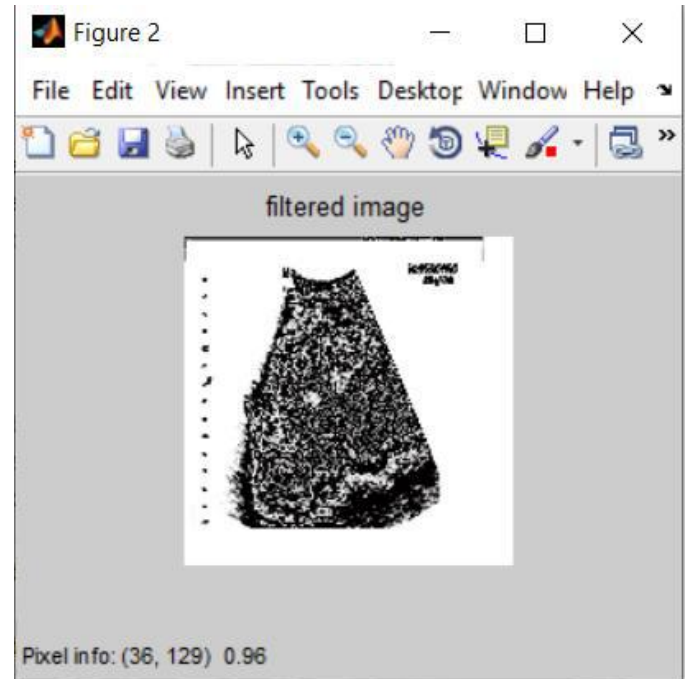 Figure 2
File Edit View Insert Tools Desktop Window Help
filtered image
Pixel info: (36, 129) 0.96